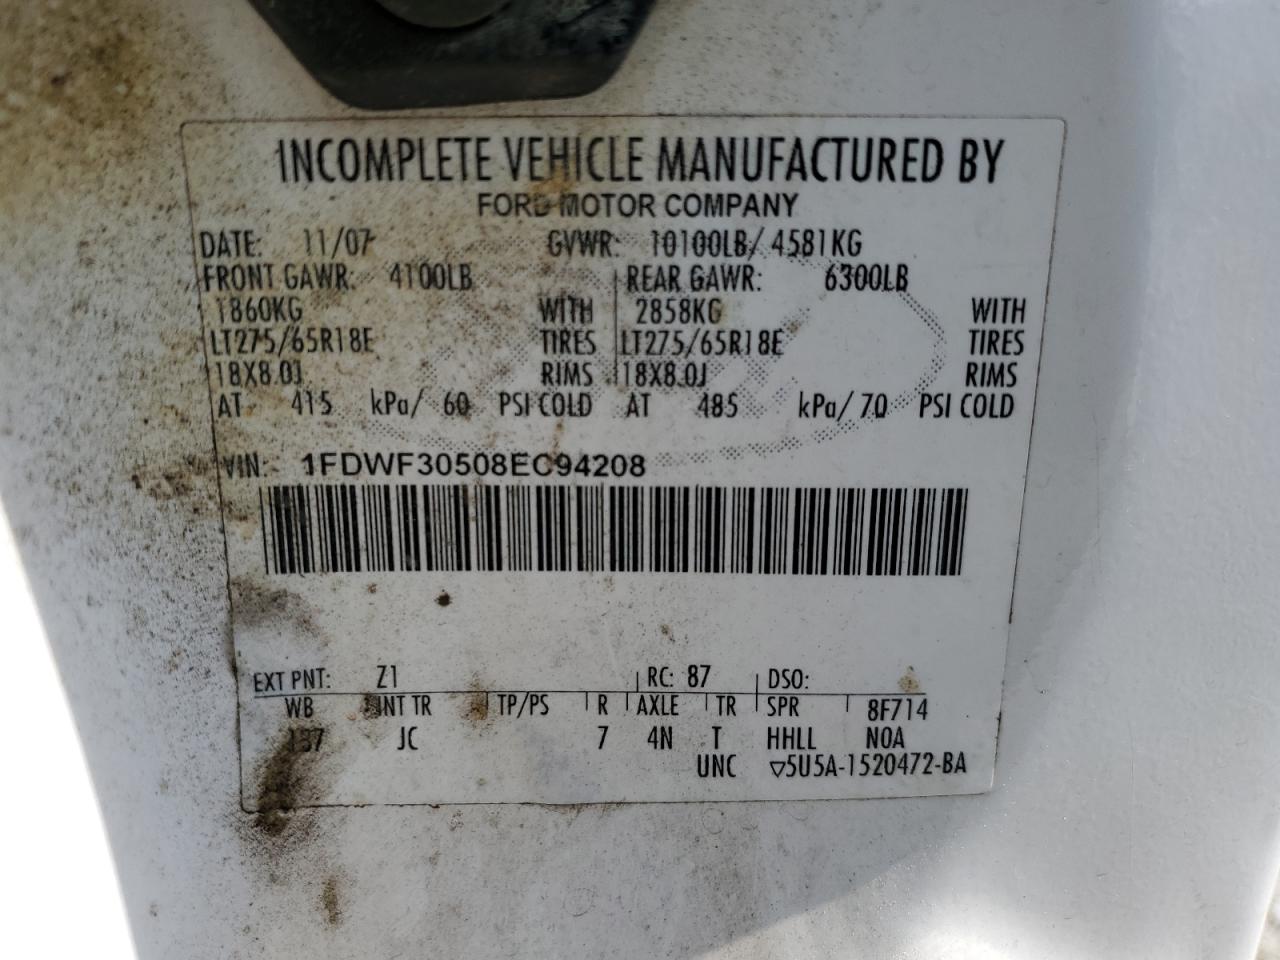 INCOMPLETE VEHICLE MANUFACTURED BY
FORD MOTOR COMPANY
DATE: 11/07 GVWR: 10100LB/ 4581KG
FRONT GAWR: 4100LB REAR GAWR: 6300LB
1860KG WITH 2858KG WITH
LT275/65R18E TIRES LT275/65R18E TIRES
18X8.0J RIMS 18X8.0J RIMS
AT 415 kPa/ 60 PSI COLD AT 485 kPa/ 70 PSI COLD
VIN: 1FDWF30508EC94208
EXT PNT: Z1 RC: 87 DSO:
WB INT TR TP/PS R AXLE TR SPR 8F714
137 JC 7 4N T HHLL N0A
UNC ▽5U5A-1520472-BA